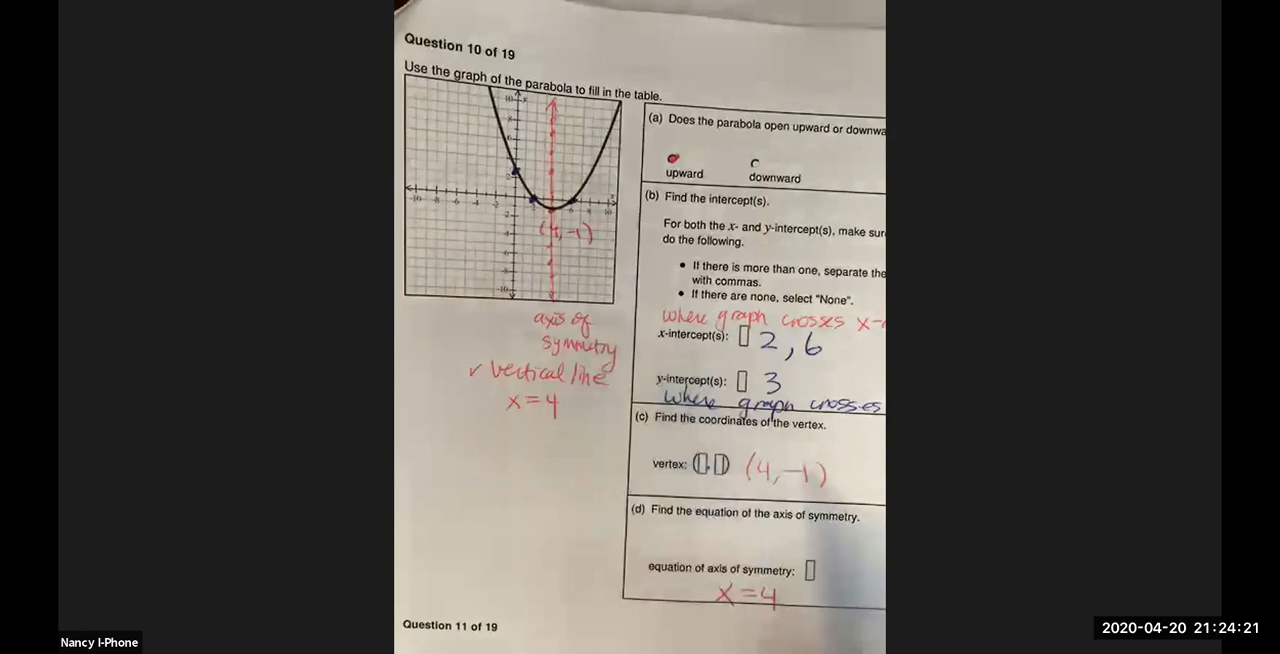 Question 10 of 19
Use the graph of the parabola to fill in the table.
(a) Does the parabola open upward or downwa
upward
downward
(b) Find the intercept(s).
For both the x- and y-intercept(s), make sur
do the following.
• If there is more than one, separate the
with commas.
• If there are none, select "None".
where graph crosses x-
x-intercept(s): 2, 6
y-intercept(s): 3
where graph crosses
(c) Find the coordinates of the vertex.
vertex: (4, -1)
(d) Find the equation of the axis of symmetry.
equation of axis of symmetry:
x = 4
(4, -1)
axis of
symmetry
✓ vertical line
x = 4
Question 11 of 19
Nancy I-Phone
2020-04-20 21:24:21